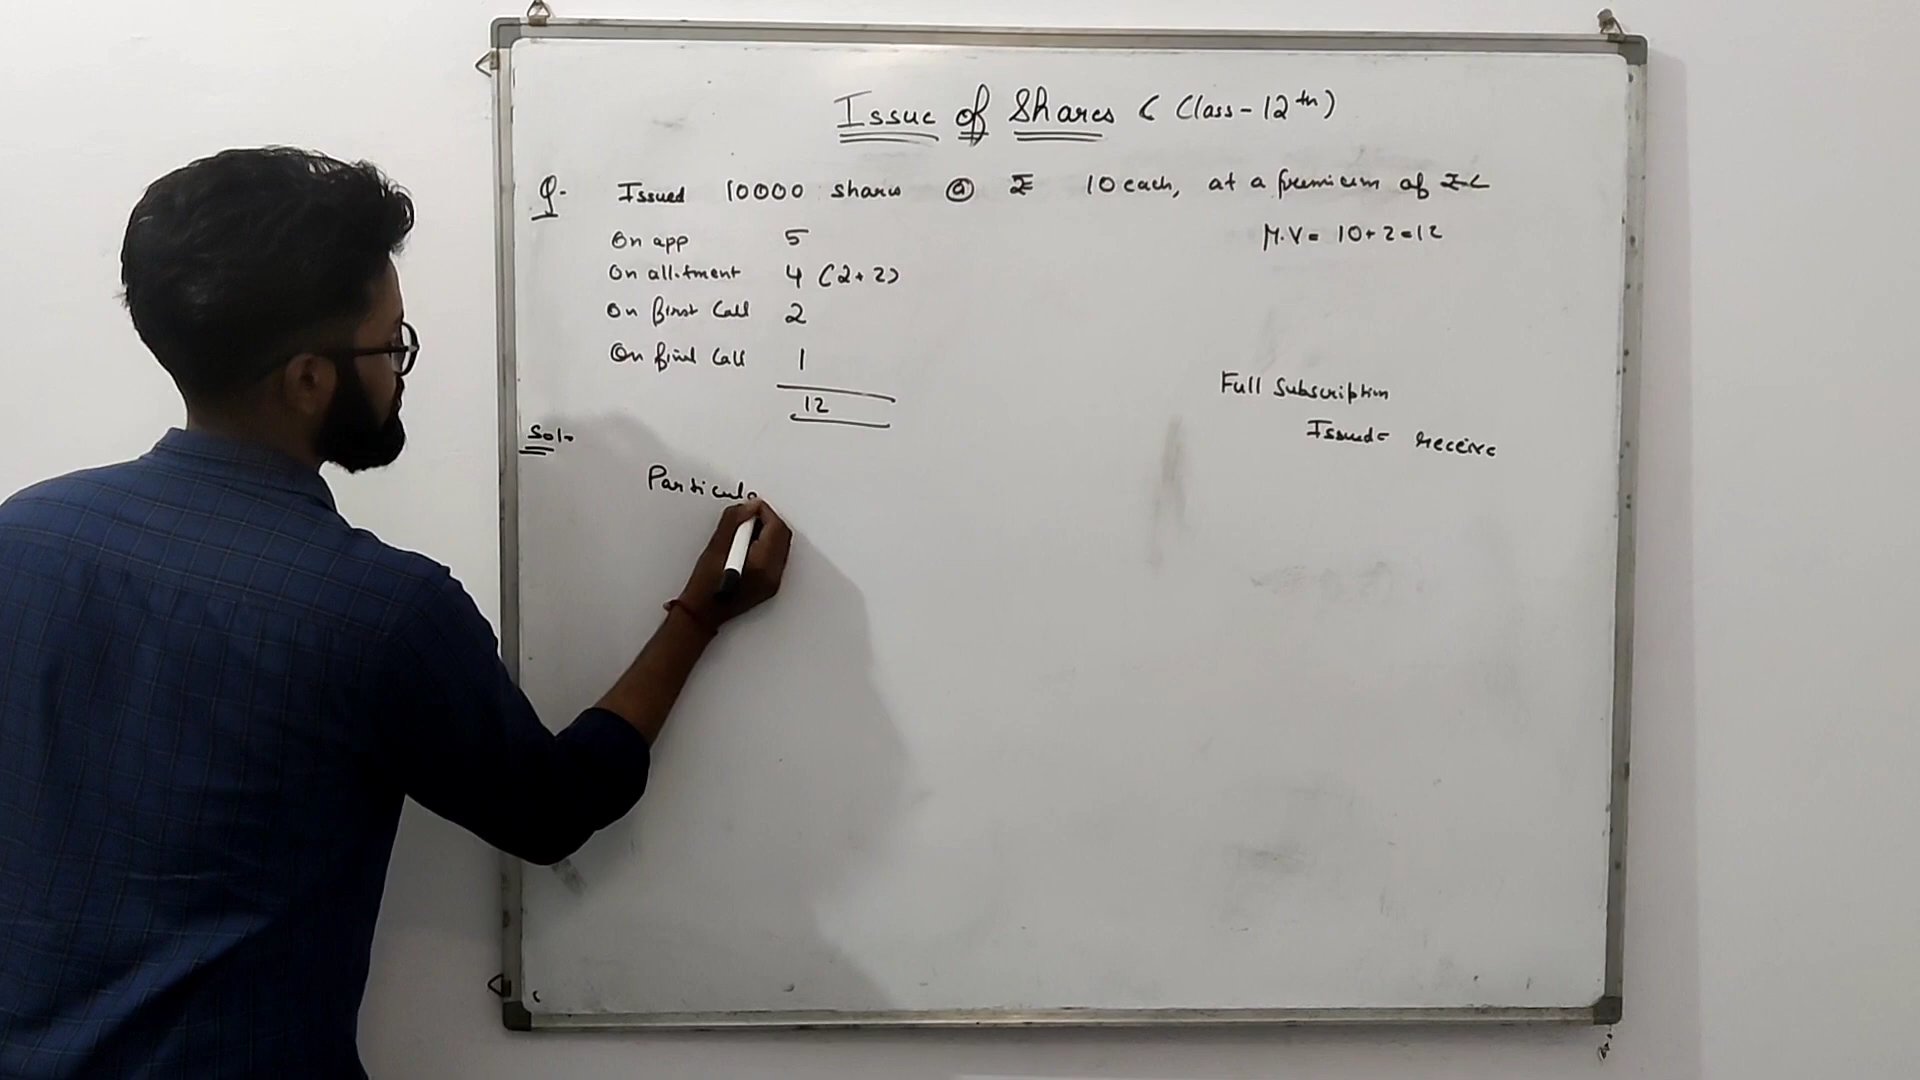 Issue of Shares ( Class-12th)
Q. Issued 10000 shares @ ₹ 10 each, at a premium of ₹2
On app 5
M.V = 10+2=12
On allotment 4 (2+2)
On first Call 2
On final Call 1
12
Full Subscription
Issued= receive
Sol.
Particula